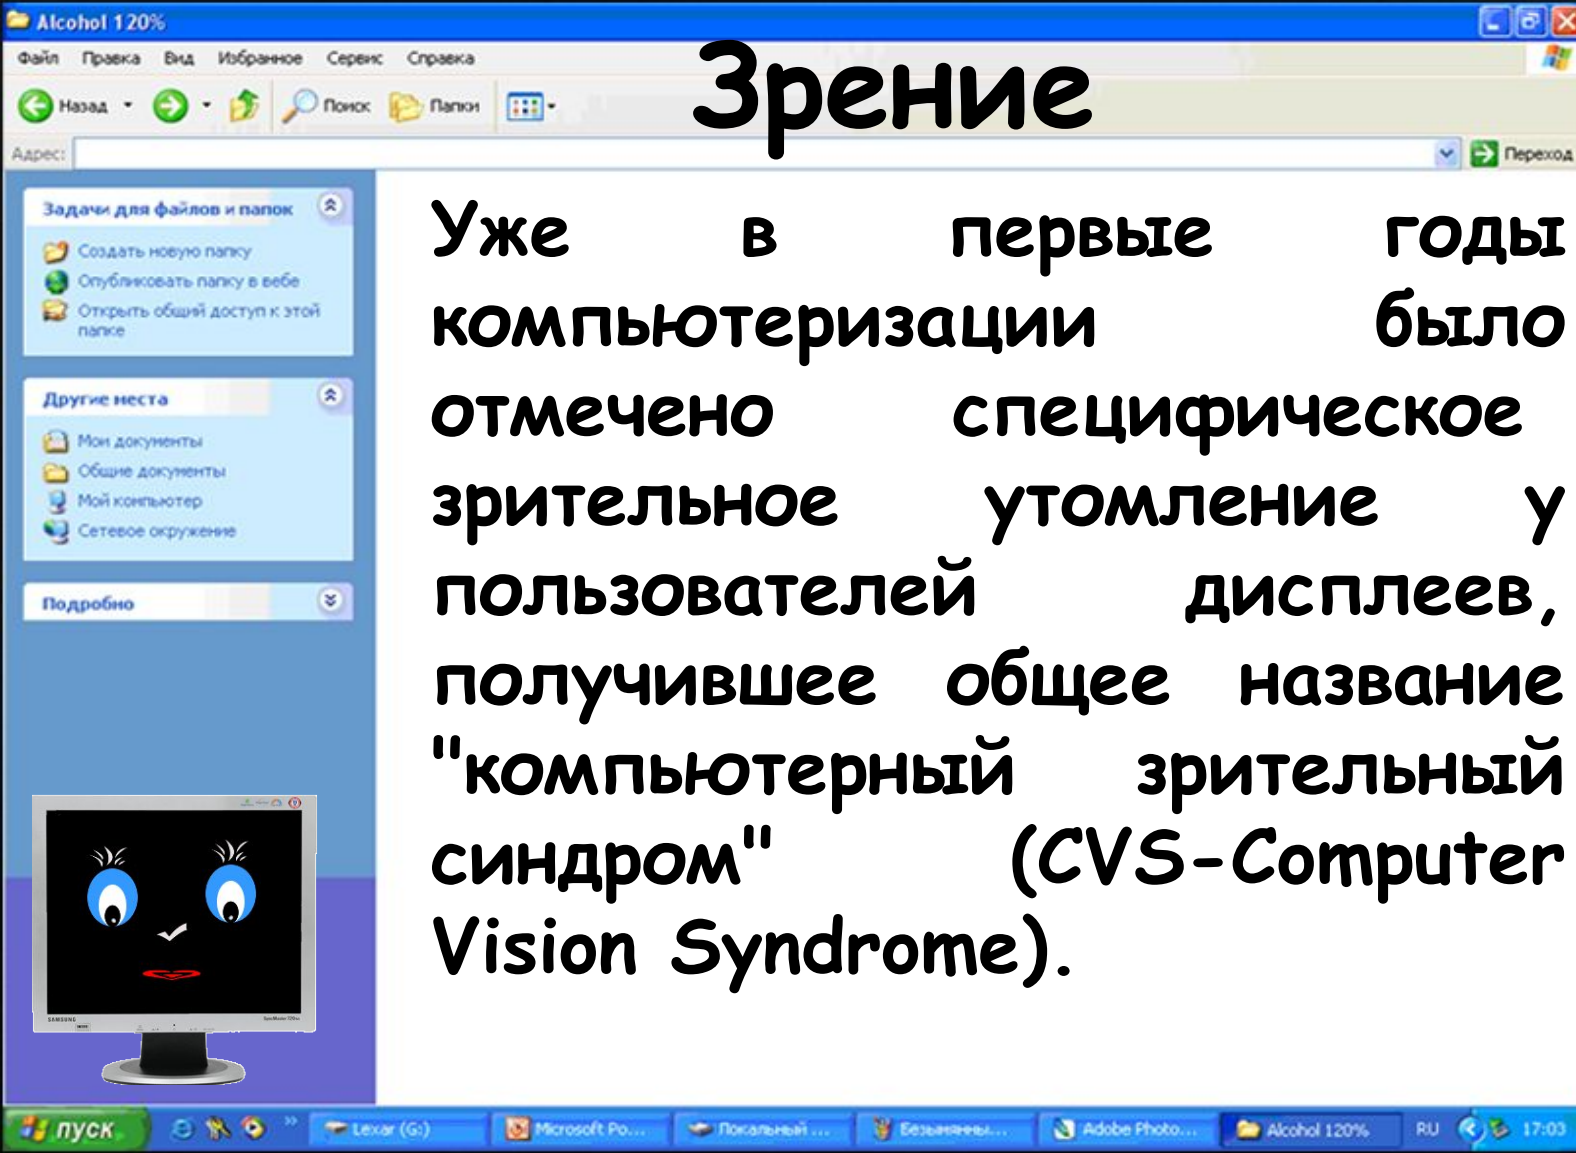 Alcohol 120%
Файл Правка Вид Избранное Сервис Справка
Зрение
Назад Поиск Папки
Адрес: Переход
Задачи для файлов и папок
Создать новую папку
Опубликовать папку в вебе
Открыть общий доступ к этой
папке
Другие места
Мои документы
Общие документы
Мой компьютер
Сетевое окружение
Подробно
Уже в первые годы
компьютеризации было
отмечено специфическое
зрительное утомление у
пользователей дисплеев,
получившее общее название
"компьютерный зрительный
синдром" (CVS-Computer
Vision Syndrome).
SAMSUNG
пуск Lexar (G:) Microsoft Po... Локальный ... Безымянны... Adobe Photo... Alcohol 120% RU 17:03